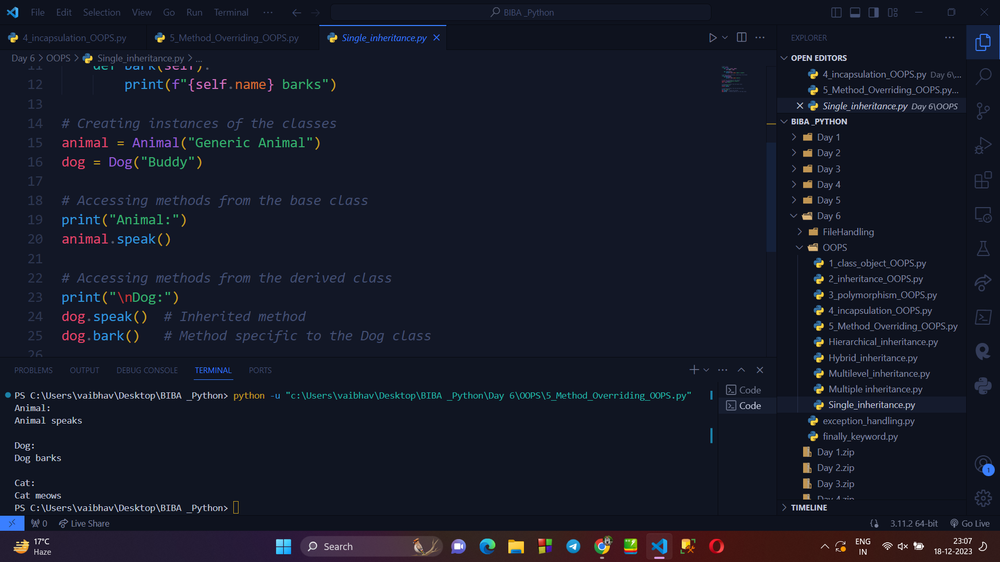 File Edit Selection View Go Run Terminal ··· BIBA _Python
4_incapsulation_OOPS.py 5_Method_Overriding_OOPS.py Single_inheritance.py
Day 6 > OOPS > Single_inheritance.py > ...
11 def bark(self):
12 print(f"{self.name} barks")
13
14 # Creating instances of the classes
15 animal = Animal("Generic Animal")
16 dog = Dog("Buddy")
17
18 # Accessing methods from the base class
19 print("Animal:")
20 animal.speak()
21
22 # Accessing methods from the derived class
23 print("\nDog:")
24 dog.speak() # Inherited method
25 dog.bark() # Method specific to the Dog class
26
PROBLEMS OUTPUT DEBUG CONSOLE TERMINAL PORTS
PS C:\Users\vaibhav\Desktop\BIBA _Python> python -u "c:\Users\vaibhav\Desktop\BIBA _Python\Day 6\OOPS\5_Method_Overriding_OOPS.py"
Animal:
Animal speaks
Dog:
Dog barks
Cat:
Cat meows
PS C:\Users\vaibhav\Desktop\BIBA _Python>
Code
Code
EXPLORER
OPEN EDITORS
4_incapsulation_OOPS.py Day 6\...
5_Method_Overriding_OOPS.py...
Single_inheritance.py Day 6\OOPS
BIBA _PYTHON
Day 1
Day 2
Day 3
Day 4
Day 5
Day 6
FileHandling
OOPS
1_class_object_OOPS.py
2_inheritance_OOPS.py
3_polymorphism_OOPS.py
4_incapsulation_OOPS.py
5_Method_Overriding_OOPS.py
Hierarchical_inheritance.py
Hybrid_inheritance.py
Multilevel_inheritance.py
Multiple inheritance.py
Single_inheritance.py
exception_handling.py
finally_keyword.py
Day 1.zip
Day 2.zip
Day 3.zip
Day 4.zip
TIMELINE
1
0 Live Share 3.11.2 64-bit Go Live
17°C
Haze
Search
ENG
IN
23:07
18-12-2023